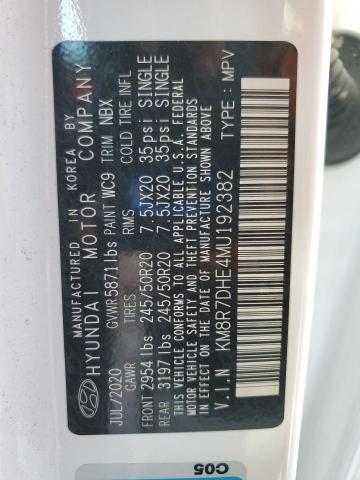 MANUFACTURED IN KOREA BY
HYUNDAI MOTOR COMPANY
JUL/2020 GVWR5871lbs PAINT WC9 TRIM NBX
GAWR TIRES RIMS COLD TIRE INFL
FRONT 2954 lbs 245/50R20 7.5JX20 35psi SINGLE
REAR 3197 lbs 245/50R20 7.5JX20 35psi SINGLE
THIS VEHICLE CONFORMS TO ALL APPLICABLE U.S.A. FEDERAL
MOTOR VEHICLE SAFETY AND THEFT PREVENTION STANDARDS
IN EFFECT ON THE DATE OF MANUFACTURE SHOWN ABOVE
V.I.N KM8R7DHE4MU192382 TYPE: MPV
C05